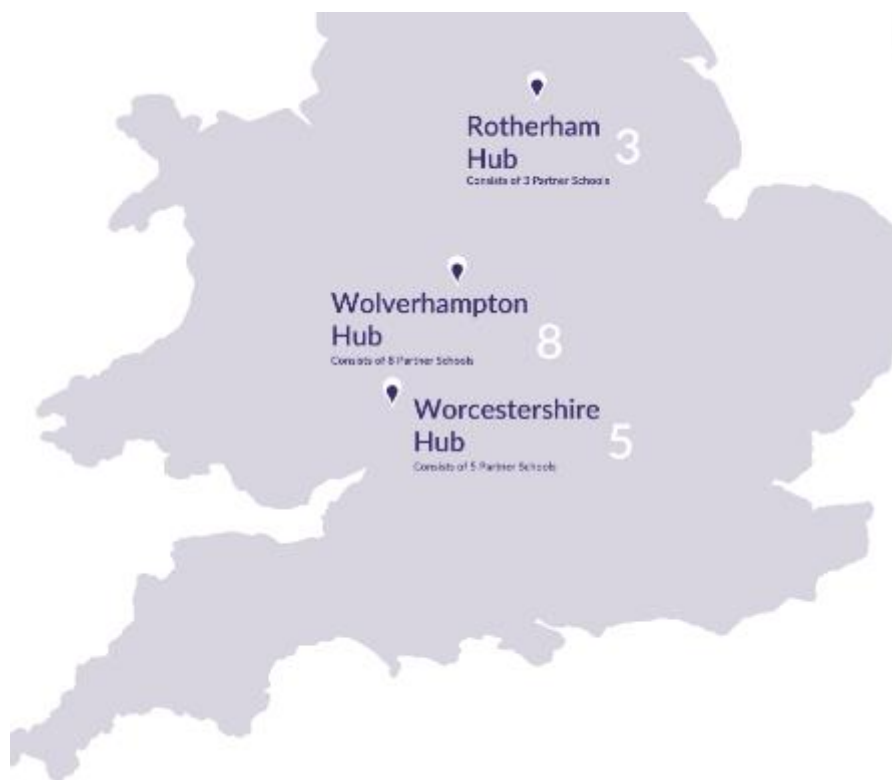 Rotherham
Hub
3
Consists of 3 Partner Schools
Wolverhampton
Hub
8
Consists of 8 Partner Schools
Worcestershire
Hub
5
Consists of 5 Partner Schools